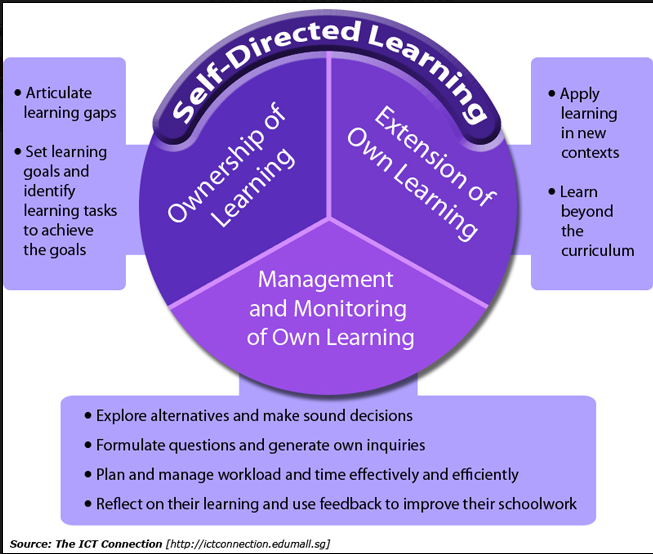 Self-Directed Learning
Ownership of
Learning
Extension of
Own Learning
Management
and Monitoring
of Own Learning
• Articulate
learning gaps
• Set learning
goals and
identify
learning tasks
to achieve
the goals
• Apply
learning
in new
contexts
• Learn
beyond
the
curriculum
• Explore alternatives and make sound decisions
• Formulate questions and generate own inquiries
• Plan and manage workload and time effectively and efficiently
• Reflect on their learning and use feedback to improve their schoolwork
Source: The ICT Connection [http://ictconnection.edumall.sg]